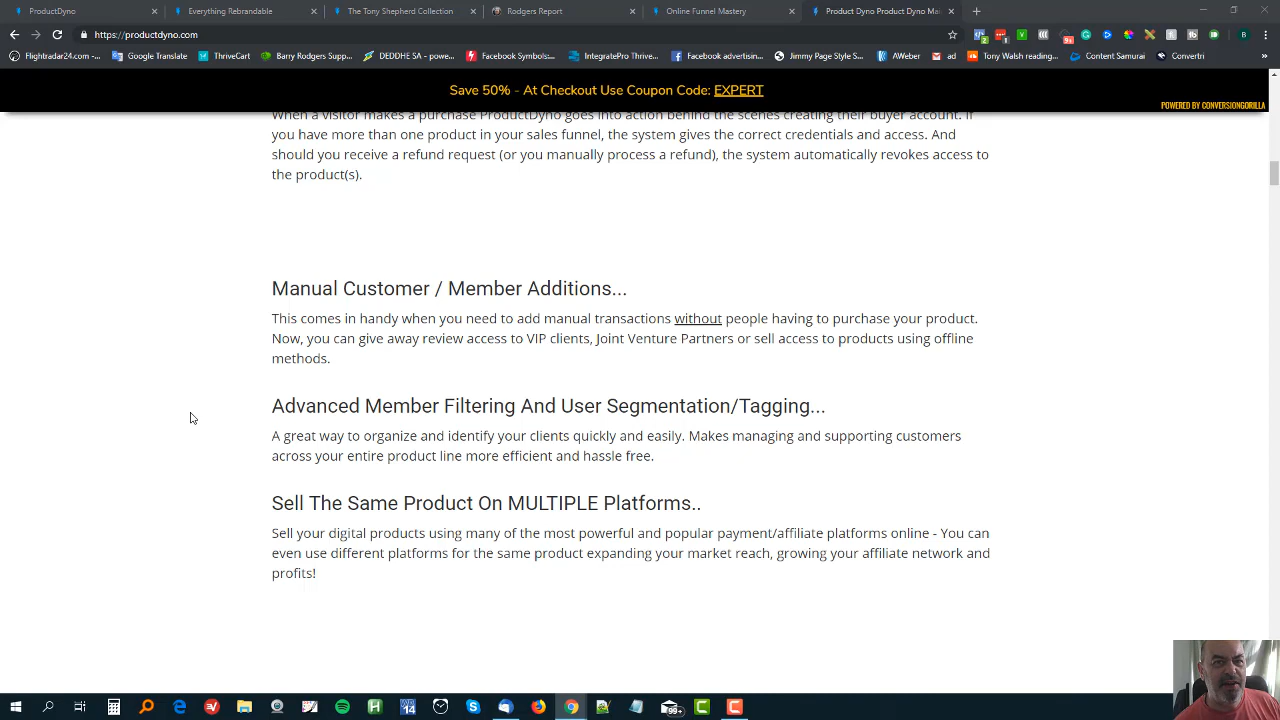 ProductDyno
Everything Rebrandable
The Tony Shepherd Collection
Rodgers Report
Online Funnel Mastery
Product Dyno Product Dyno Ma
https://productdyno.com
Flightradar24.com -...
Google Translate
ThriveCart
Barry Rodgers Supp...
DEDDHE SA - powe...
Facebook Symbols:...
IntegratePro Thrive...
Facebook advertisin...
Jimmy Page Style S...
AWeber
ad
Tony Walsh reading...
Content Samurai
Convertri
Save 50% - At Checkout Use Coupon Code: EXPERT
POWERED BY CONVERSIONGORILLA
When a visitor makes a purchase ProductDyno goes into action behind the scenes creating their buyer account. If
you have more than one product in your sales funnel, the system gives the correct credentials and access. And
should you receive a refund request (or you manually process a refund), the system automatically revokes access to
the product(s).
Manual Customer / Member Additions...
This comes in handy when you need to add manual transactions without people having to purchase your product.
Now, you can give away review access to VIP clients, Joint Venture Partners or sell access to products using offline
methods.
Advanced Member Filtering And User Segmentation/Tagging...
A great way to organize and identify your clients quickly and easily. Makes managing and supporting customers
across your entire product line more efficient and hassle free.
Sell The Same Product On MULTIPLE Platforms..
Sell your digital products using many of the most powerful and popular payment/affiliate platforms online - You can
even use different platforms for the same product expanding your market reach, growing your affiliate network and
profits!